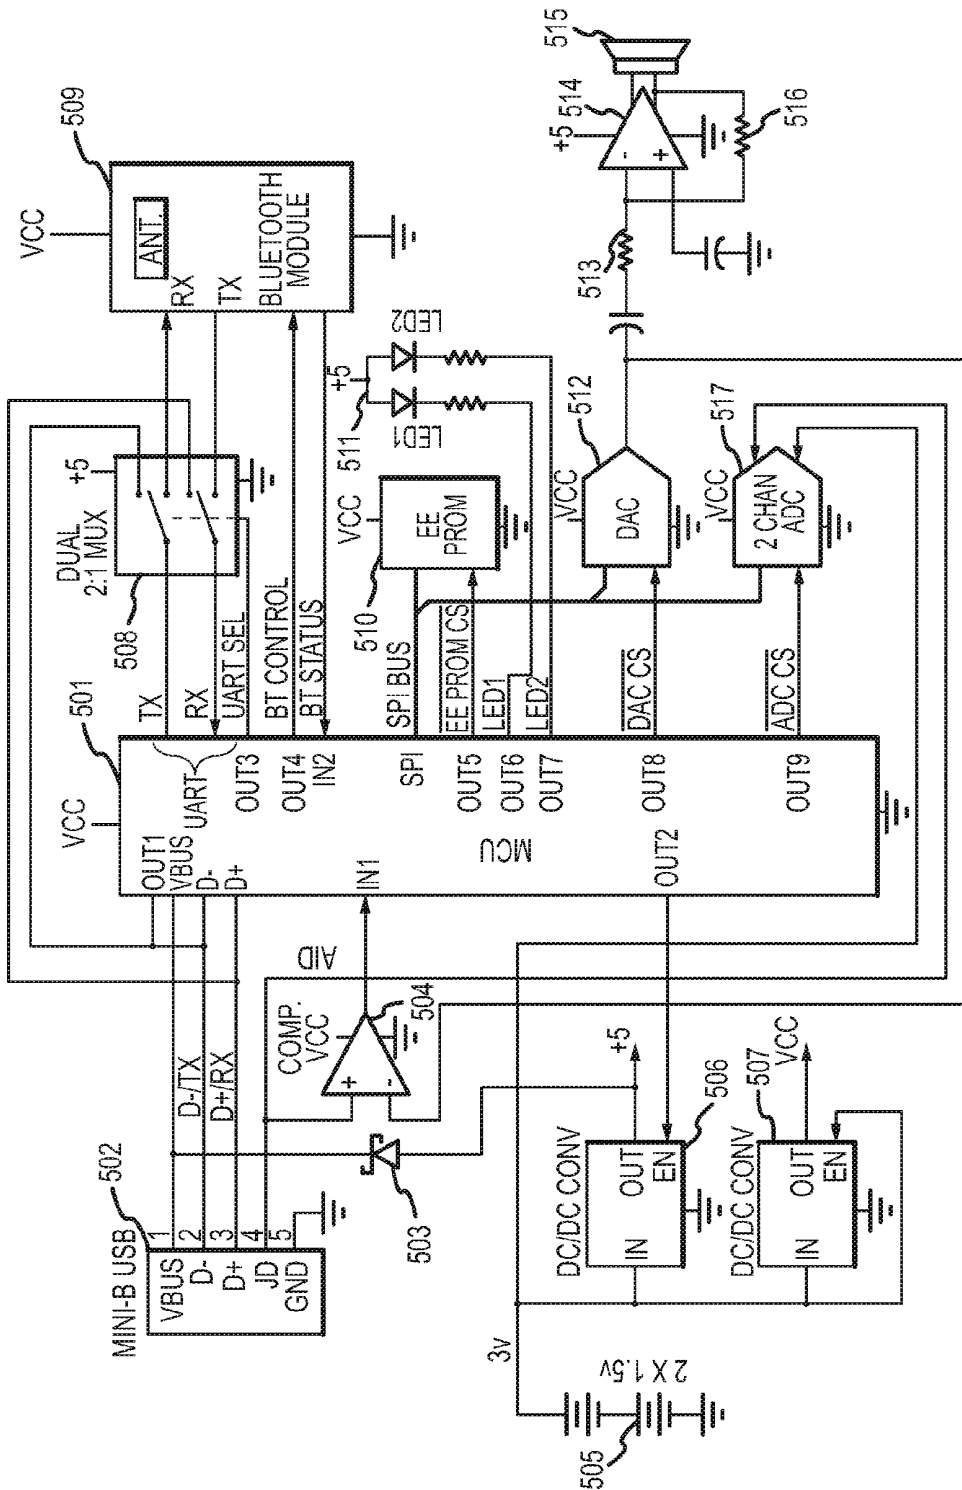 MINI-B USB
502
VBUS
D-
D+
JD
GND
1
2
3
4
5
D-/TX
D+/RX
503
COMP.
VCC
+
-
504
AID
VCC
501
OUT1
VBUS
D-
D+
UART
IN1
MCU
OUT2
OUT3
OUT4
IN2
SPI
OUT5
OUT6
OUT7
OUT8
OUT9
TX
RX
UART SEL
BT CONTROL
BT STATUS
SPI BUS
EE PROM CS
LED1
LED2
DAC CS
ADC CS
DUAL
2:1 MUX
+5
508
VCC
509
ANT.
RX
TX
BLUETOOTH
MODULE
510
VCC
EE
PROM
511
+5
LED1
LED2
VCC
512
DAC
VCC
517
2 CHAN
ADC
513
+5
514
-
+
515
516
3v
2 X 1.5v
505
DC/DC CONV
IN
OUT
EN
+5
506
DC/DC CONV
IN
OUT
EN
507
VCC